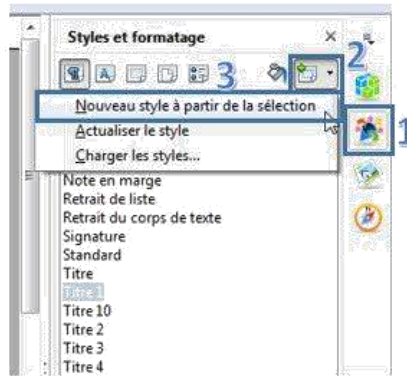 Styles et formatage
2
3
Nouveau style à partir de la sélection
1
Actualiser le style
Charger les styles...
Note en marge
Retrait de liste
Retrait du corps de texte
Signature
Standard
Titre
Titre 1
Titre 10
Titre 2
Titre 3
Titre 4